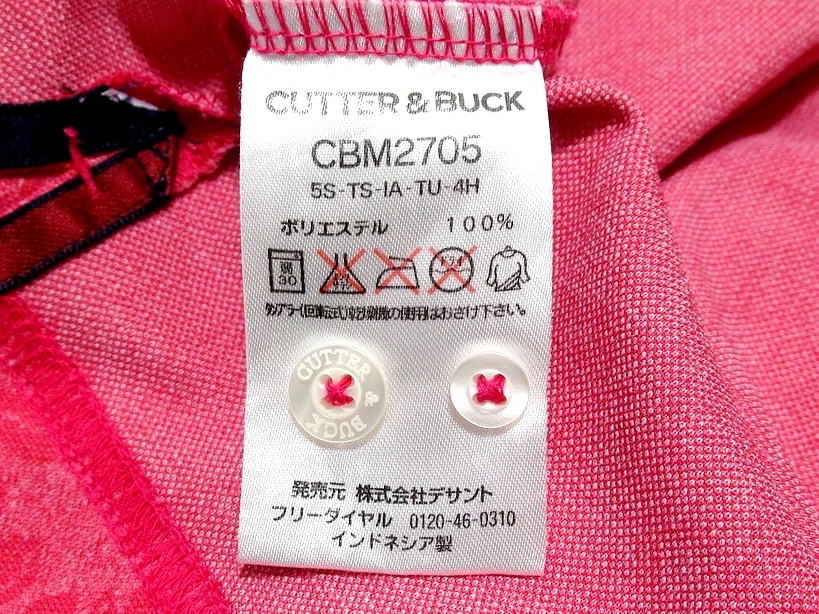 CUTTER & BUCK
CBM2705
5S-TS-IA-TU-4H
ポリエステル 100%
弱 30
タンブラー(回転式)乾燥機の使用はおさけ下さい。
CUTTER & BUCK
発売元 株式会社デサント
フリーダイヤル 0120-46-0310
インドネシア製